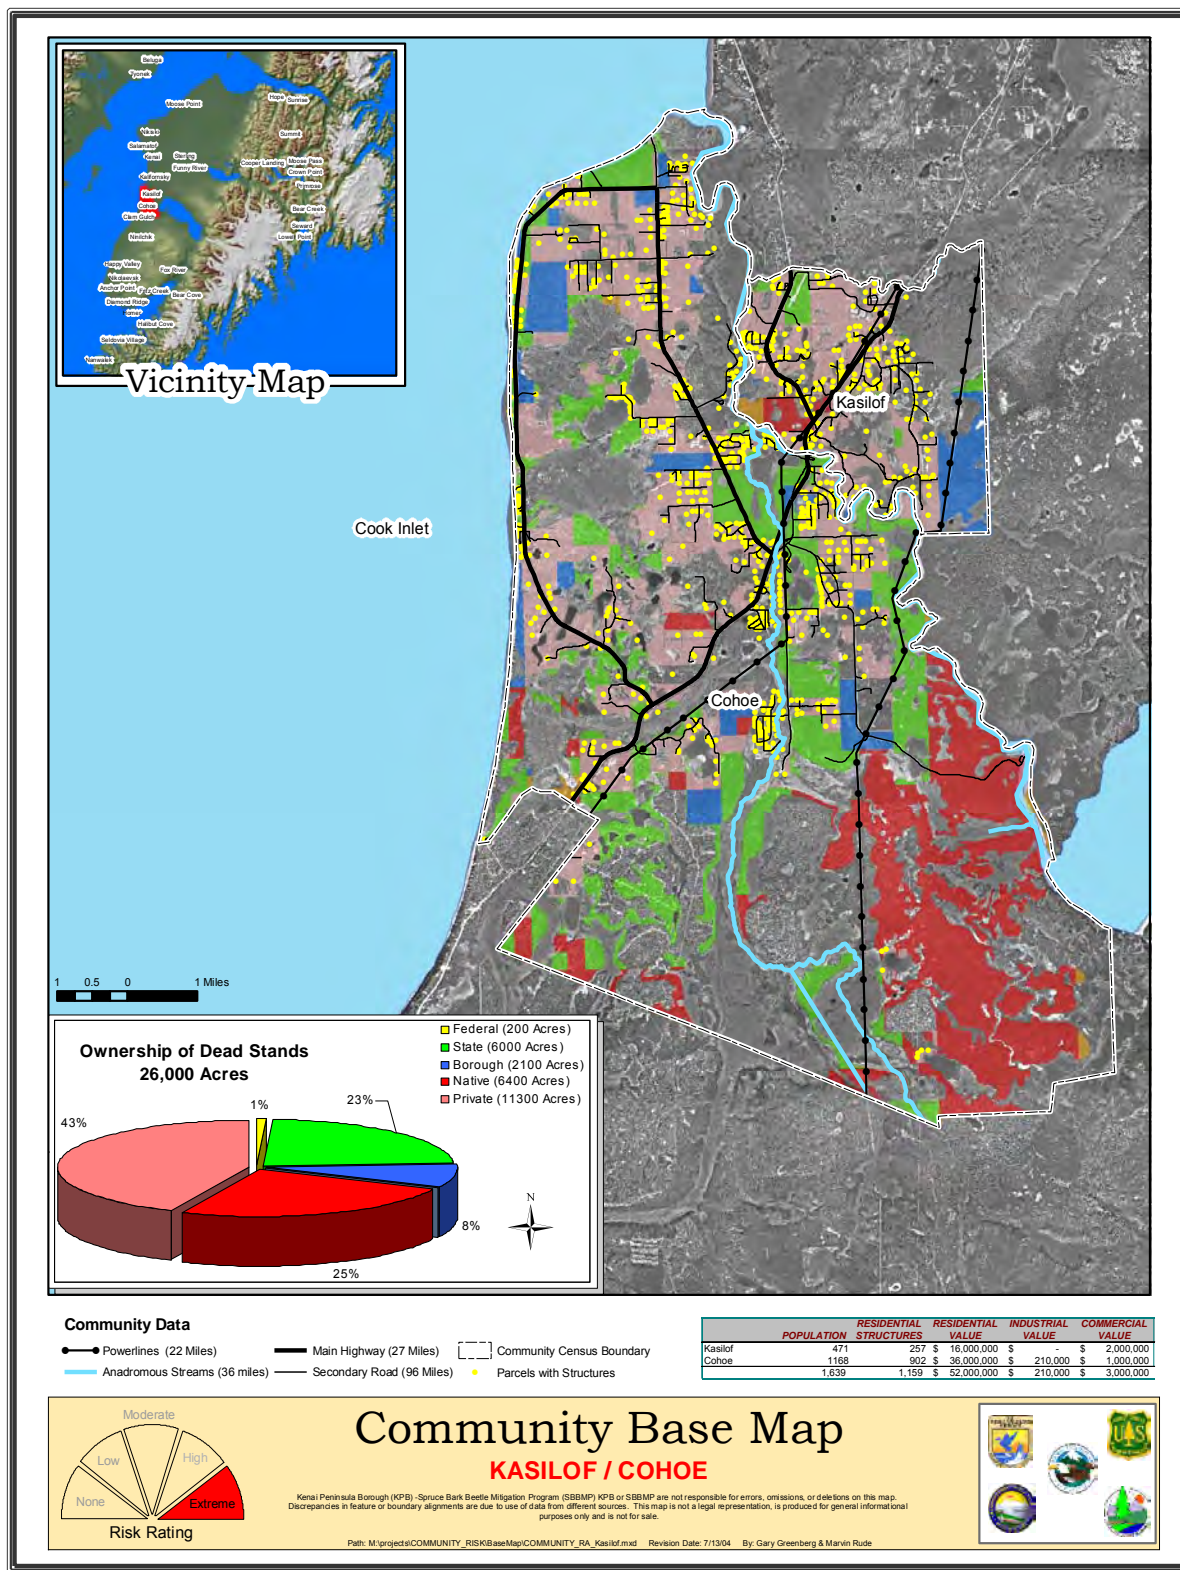 Beluga
Tyonek
Moose Point
Hope
Sunrise
Nikiski
Summit
Salamatof
Kenai
Sterling
Funny River
Cooper Landing
Moose Pass
Crown Point
Kalifornsky
Primrose
Kasilof
Cohoe
Bear Creek
Clam Gulch
Seward
Lowell Point
Ninilchik
Happy Valley
Fox River
Nikolaevsk
Anchor Point
Fritz Creek
Bear Cove
Diamond Ridge
Homer
Halibut Cove
Seldovia Village
Nanwalek
Vicinity Map
Kasilof
Cook Inlet
Cohoe
1 0.5 0 1 Miles
Ownership of Dead Stands
26,000 Acres
Federal (200 Acres)
State (6000 Acres)
Borough (2100 Acres)
Native (6400 Acres)
Private (11300 Acres)
1%
23%
43%
8%
25%
N
Community Data
Powerlines (22 Miles)
Main Highway (27 Miles)
Community Census Boundary
Anadromous Streams (36 miles)
Secondary Road (96 Miles)
Parcels with Structures
POPULATION RESIDENTIAL STRUCTURES RESIDENTIAL VALUE INDUSTRIAL VALUE COMMERCIAL VALUE
Kasilof 471 257 $ 16,000,000 $ - $ 2,000,000
Cohoe 1168 902 $ 36,000,000 $ 210,000 $ 1,000,000
1,639 1,159 $ 52,000,000 $ 210,000 $ 3,000,000
None
Low
Moderate
High
Extreme
Risk Rating
Community Base Map
KASILOF / COHOE
Kenai Peninsula Borough (KPB) -Spruce Bark Beetle Mitigation Program (SBBMP) KPB or SBBMP are not responsible for errors, omissions, or deletions on this map.
Discrepancies in feature or boundary alignments are due to use of data from different sources. This map is not a legal representation, is produced for general informational
purposes only and is not for sale.
Path: M:\projects\COMMUNITY_RISK\BaseMap\COMMUNITY_RA_Kasilof.mxd Revision Date: 7/13/04 By: Gary Greenberg & Marvin Rude
UAS